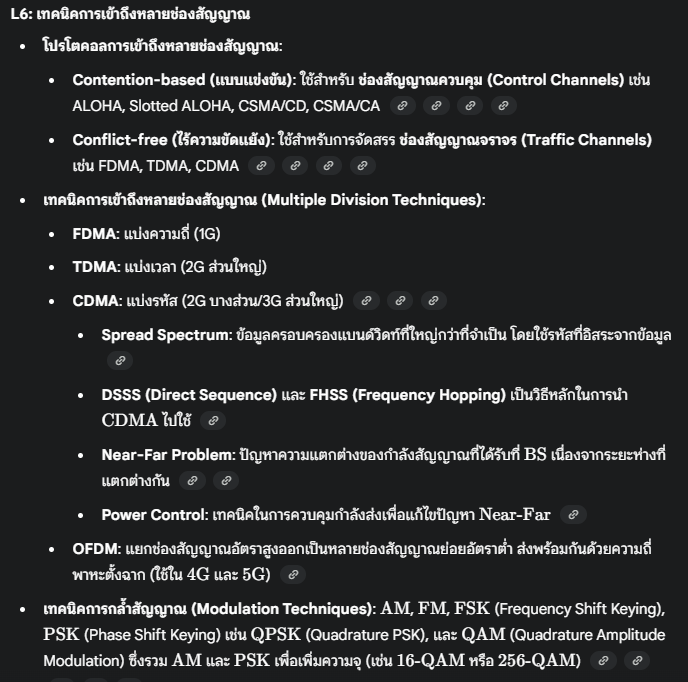 L6: เทคนิคการเข้าถึงหลายช่องสัญญาณ
• โปรโตคอลการเข้าถึงหลายช่องสัญญาณ:
• Contention-based (แบบแข่งขัน): ใช้สำหรับ ช่องสัญญาณควบคุม (Control Channels) เช่น
ALOHA, Slotted ALOHA, CSMA/CD, CSMA/CA
• Conflict-free (ไร้ความขัดแย้ง): ใช้สำหรับการจัดสรร ช่องสัญญาณจราจร (Traffic Channels)
เช่น FDMA, TDMA, CDMA
• เทคนิคการเข้าถึงหลายช่องสัญญาณ (Multiple Division Techniques):
• FDMA: แบ่งความถี่ (1G)
• TDMA: แบ่งเวลา (2G ส่วนใหญ่)
• CDMA: แบ่งรหัส (2G บางส่วน/3G ส่วนใหญ่)
• Spread Spectrum: ข้อมูลครอบครองแบนด์วิดท์ที่ใหญ่กว่าที่จำเป็น โดยใช้รหัสที่อิสระจากข้อมูล
• DSSS (Direct Sequence) และ FHSS (Frequency Hopping) เป็นวิธีหลักในการนำ
CDMA ไปใช้
• Near-Far Problem: ปัญหาความแตกต่างของกำลังสัญญาณที่ได้รับที่ BS เนื่องจากระยะห่างที่
แตกต่างกัน
• Power Control: เทคนิคในการควบคุมกำลังส่งเพื่อแก้ไขปัญหา Near-Far
• OFDM: แยกช่องสัญญาณอัตราสูงออกเป็นหลายช่องสัญญาณย่อยอัตราต่ำ ส่งพร้อมกันด้วยความถี่
พาหะตั้งฉาก (ใช้ใน 4G และ 5G)
• เทคนิคการกล้ำสัญญาณ (Modulation Techniques): AM, FM, FSK (Frequency Shift Keying),
PSK (Phase Shift Keying) เช่น QPSK (Quadrature PSK), และ QAM (Quadrature Amplitude
Modulation) ซึ่งรวม AM และ PSK เพื่อเพิ่มความจุ (เช่น 16-QAM หรือ 256-QAM)